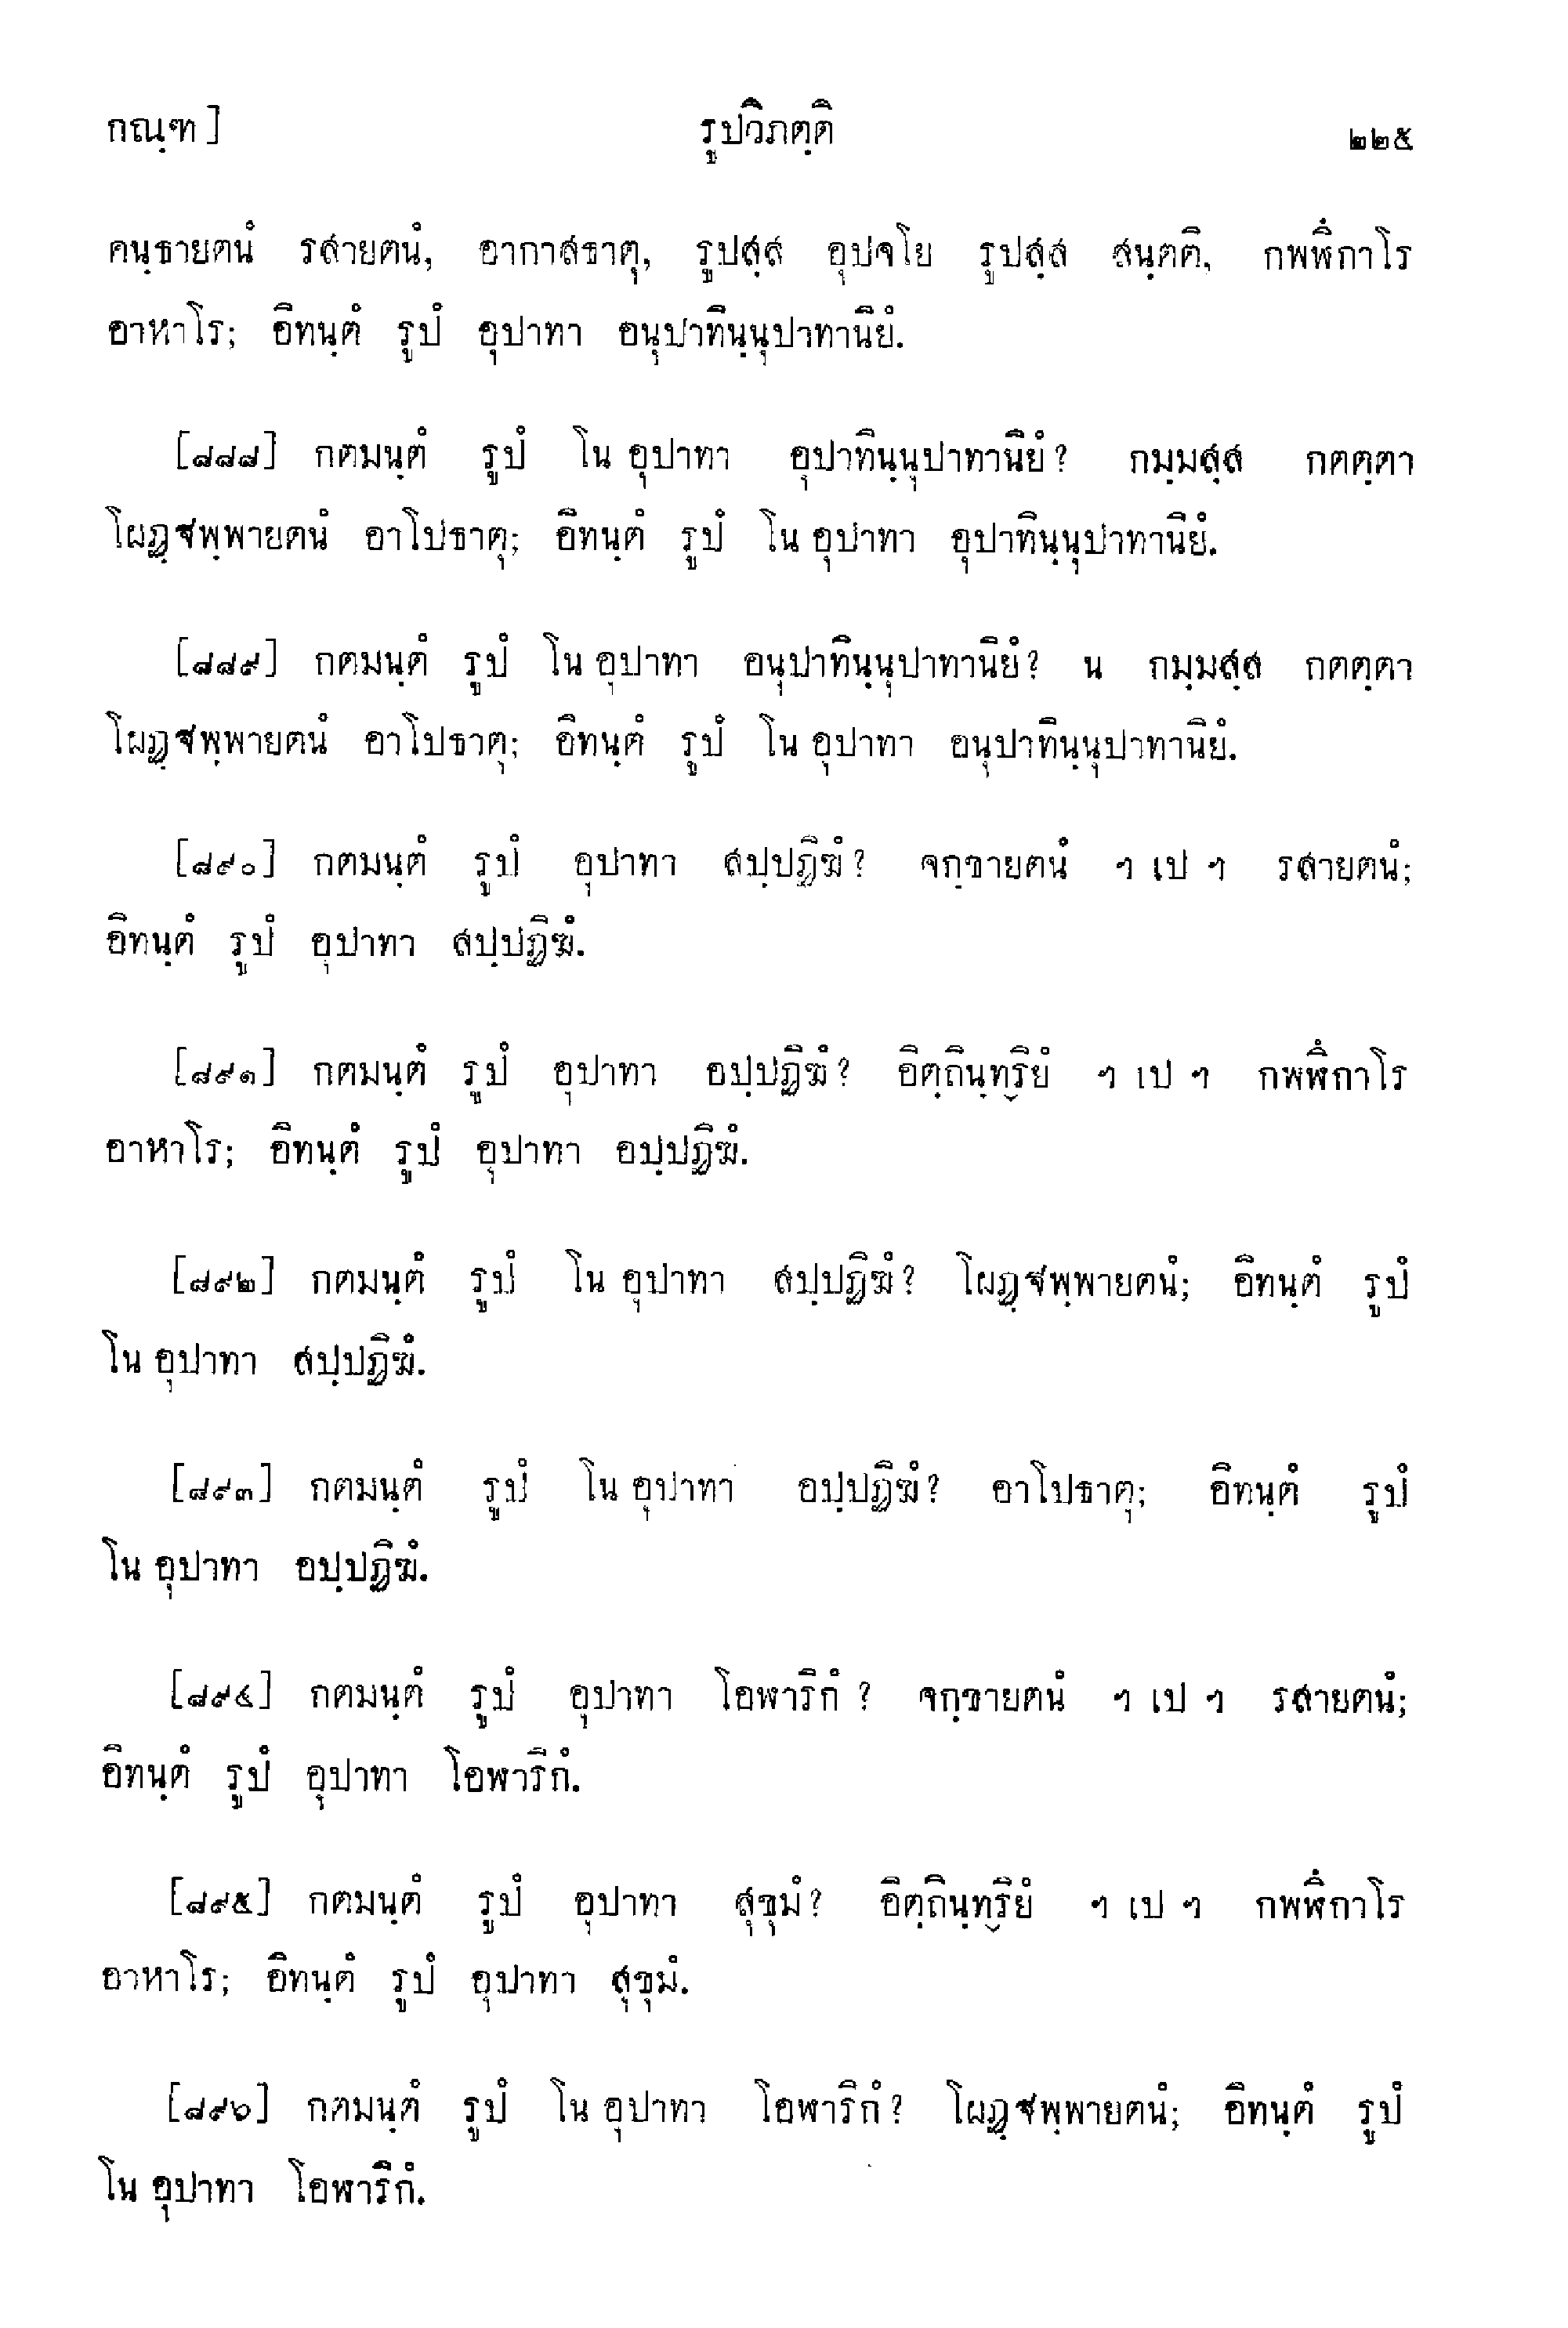 กณฺฑ] รูปวิภตฺติ ๒๒๕
คนฺธายตนํ รสายตนํ, อากาสธาตุ, รูปสฺส อุปจโย รูปสฺส สนฺตติ, กพฬิํกาโร
อาหาโร; อิทนฺตํ รูปํ อุปาทา อนุปาทินฺนุปาทานิยํ.
[๘๘๘] กตมนฺตํ รูปํ โน อุปาทา อุปาทินฺนุปาทานิยํ? กมฺมสฺส กตตฺตา
โผฏฺฐพฺพายตนํ อาโปธาตุ; อิทนฺตํ รูปํ โน อุปาทา อุปาทินฺนุปาทานิยํ.
[๘๘๙] กตมนฺตํ รูปํ โน อุปาทา อนุปาทินฺนุปาทานิยํ? น กมฺมสฺส กตตฺตา
โผฏฺฐพฺพายตนํ อาโปธาตุ; อิทนฺตํ รูปํ โน อุปาทา อนุปาทินฺนุปาทานิยํ.
[๘๙๐] กตมนฺตํ รูปํ อุปาทา สปฺปฏิฆํ? จกฺขายตนํ ฯ เป ฯ รสายตนํ;
อิทนฺตํ รูปํ อุปาทา สปฺปฏิฆํ.
[๘๙๑] กตมนฺตํ รูปํ อุปาทา อปฺปฏิฆํ? อิตฺถินฺทฺริยํ ฯ เป ฯ กพฬิํกาโร
อาหาโร; อิทนฺตํ รูปํ อุปาทา อปฺปฏิฆํ.
[๘๙๒] กตมนฺตํ รูปํ โน อุปาทา สปฺปฏิฆํ? โผฏฺฐพฺพายตนํ; อิทนฺตํ รูปํ
โน อุปาทา สปฺปฏิฆํ.
[๘๙๓] กตมนฺตํ รูปํ โน อุปาทา อปฺปฏิฆํ? อาโปธาตุ; อิทนฺตํ รูปํ
โน อุปาทา อปฺปฏิฆํ.
[๘๙๔] กตมนฺตํ รูปํ อุปาทา โอฬาริกํ ? จกฺขายตนํ ฯ เป ฯ รสายตนํ;
อิทนฺตํ รูปํ อุปาทา โอฬาริกํ.
[๘๙๕] กตมนฺตํ รูปํ อุปาทา สุขุมํ? อิตฺถินฺทฺริยํ ฯ เป ฯ กพฬิํกาโร
อาหาโร; อิทนฺตํ รูปํ อุปาทา สุขุมํ.
[๘๙๖] กตมนฺตํ รูปํ โน อุปาทา โอฬาริกํ? โผฏฺฐพฺพายตนํ; อิทนฺตํ รูปํ
โน อุปาทา โอฬาริกํ.